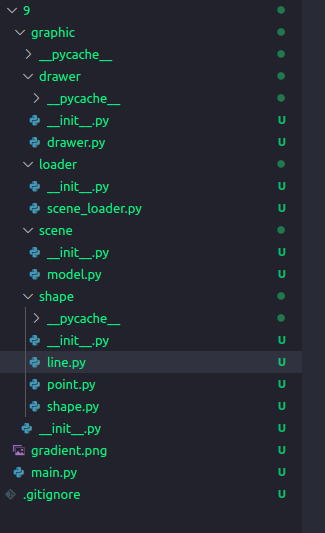 9
graphic
__pycache__
drawer
__pycache__
__init__.py U
drawer.py U
loader
__init__.py U
scene_loader.py U
scene
__init__.py U
model.py U
shape
__pycache__
__init__.py U
line.py U
point.py U
shape.py U
__init__.py U
gradient.png U
main.py U
.gitignore U